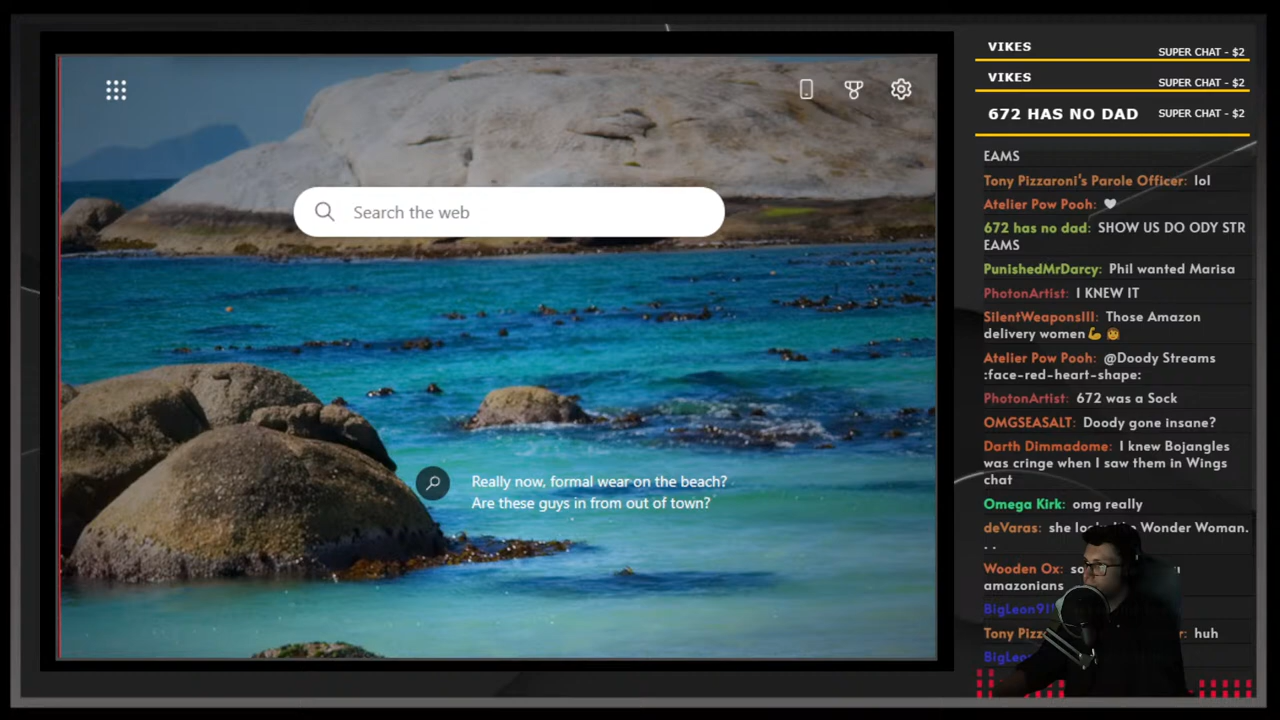 VIKES
SUPER CHAT - $2
VIKES
SUPER CHAT - $2
672 HAS NO DAD
SUPER CHAT - $2
Search the web
Really now, formal wear on the beach?
Are these guys in from out of town?
EAMS
Tony Pizzaroni's Parole Officer: lol
Atelier Pow Pooh: 🖤
672 has no dad: SHOW US DO ODY STR
EAMS
PunishedMrDarcy: Phil wanted Marisa
PhotonArtist: I KNEW IT
SilentWeaponsIII: Those Amazon
delivery women💪 👩
Atelier Pow Pooh: @Doody Streams
:face-red-heart-shape:
PhotonArtist: 672 was a Sock
OMGSEASALT: Doody gone insane?
Darth Dimmadome: I knew Bojangles
was cringe when I saw them in Wings
chat
Omega Kirk: omg really
deVaras: she Wonder Woman.
. .
Wooden Ox:
amazonians
Tony huh